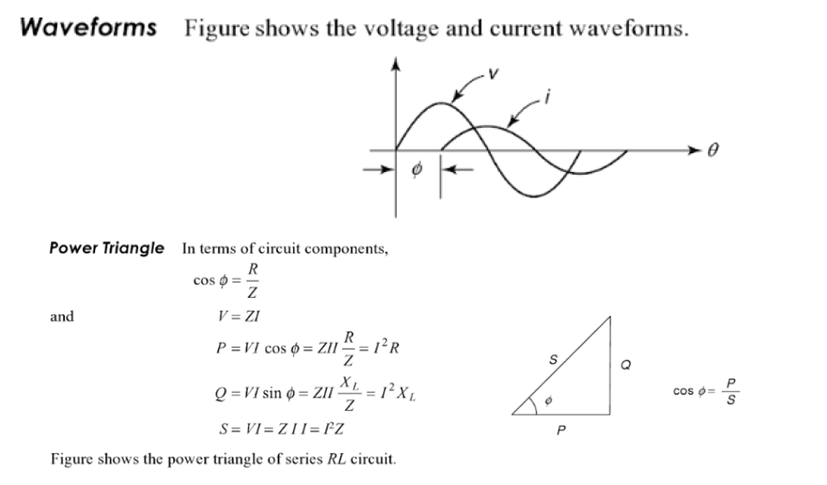 Waveforms Figure shows the voltage and current waveforms.
v
i
θ
ϕ
Power Triangle In terms of circuit components,
cos ϕ = R/Z
and V = ZI
P = VI cos ϕ = ZII R/Z = I²R
Q = VI sin ϕ = ZII X_L/Z = I²X_L
S = VI = Z I I = I²Z
S
Q
ϕ
P
cos ϕ = P/S
Figure shows the power triangle of series RL circuit.